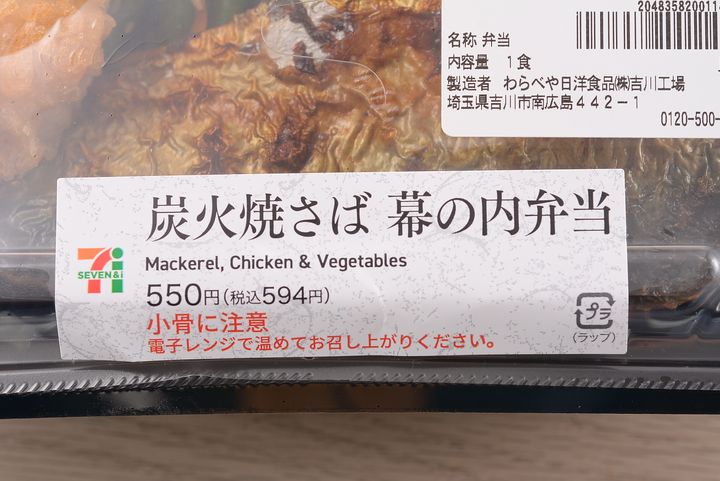 20483582001
名称 弁当
内容量 1食
製造者 わらべや日洋食品㈱吉川工場
埼玉県吉川市南広島442-1
0120-500-
炭火焼さば 幕の内弁当
Mackerel, Chicken & Vegetables
SEVEN&i
550円(税込594円)
小骨に注意
電子レンジで温めてお召し上がりください。
プラ
(ラップ)